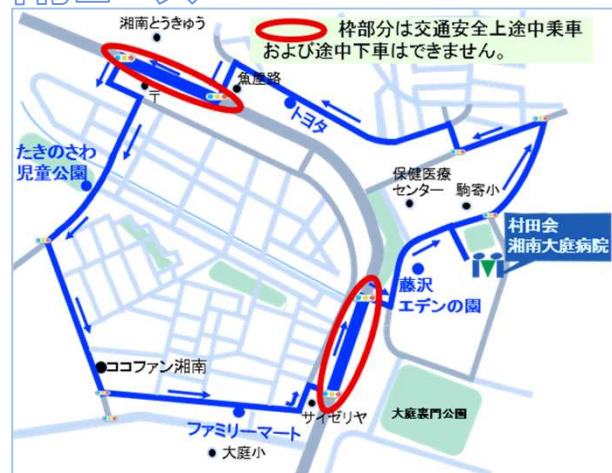 湘南とうきゅう
枠部分は交通安全上途中乗車
および途中下車はできません。
〒
魚屋路
トヨタ
たきのさわ
児童公園
保健医療
センター
駒寄小
村田会
湘南大庭病院
藤沢
エデンの園
ココファン湘南
サイゼリヤ
大庭裏門公園
ファミリーマート
大庭小